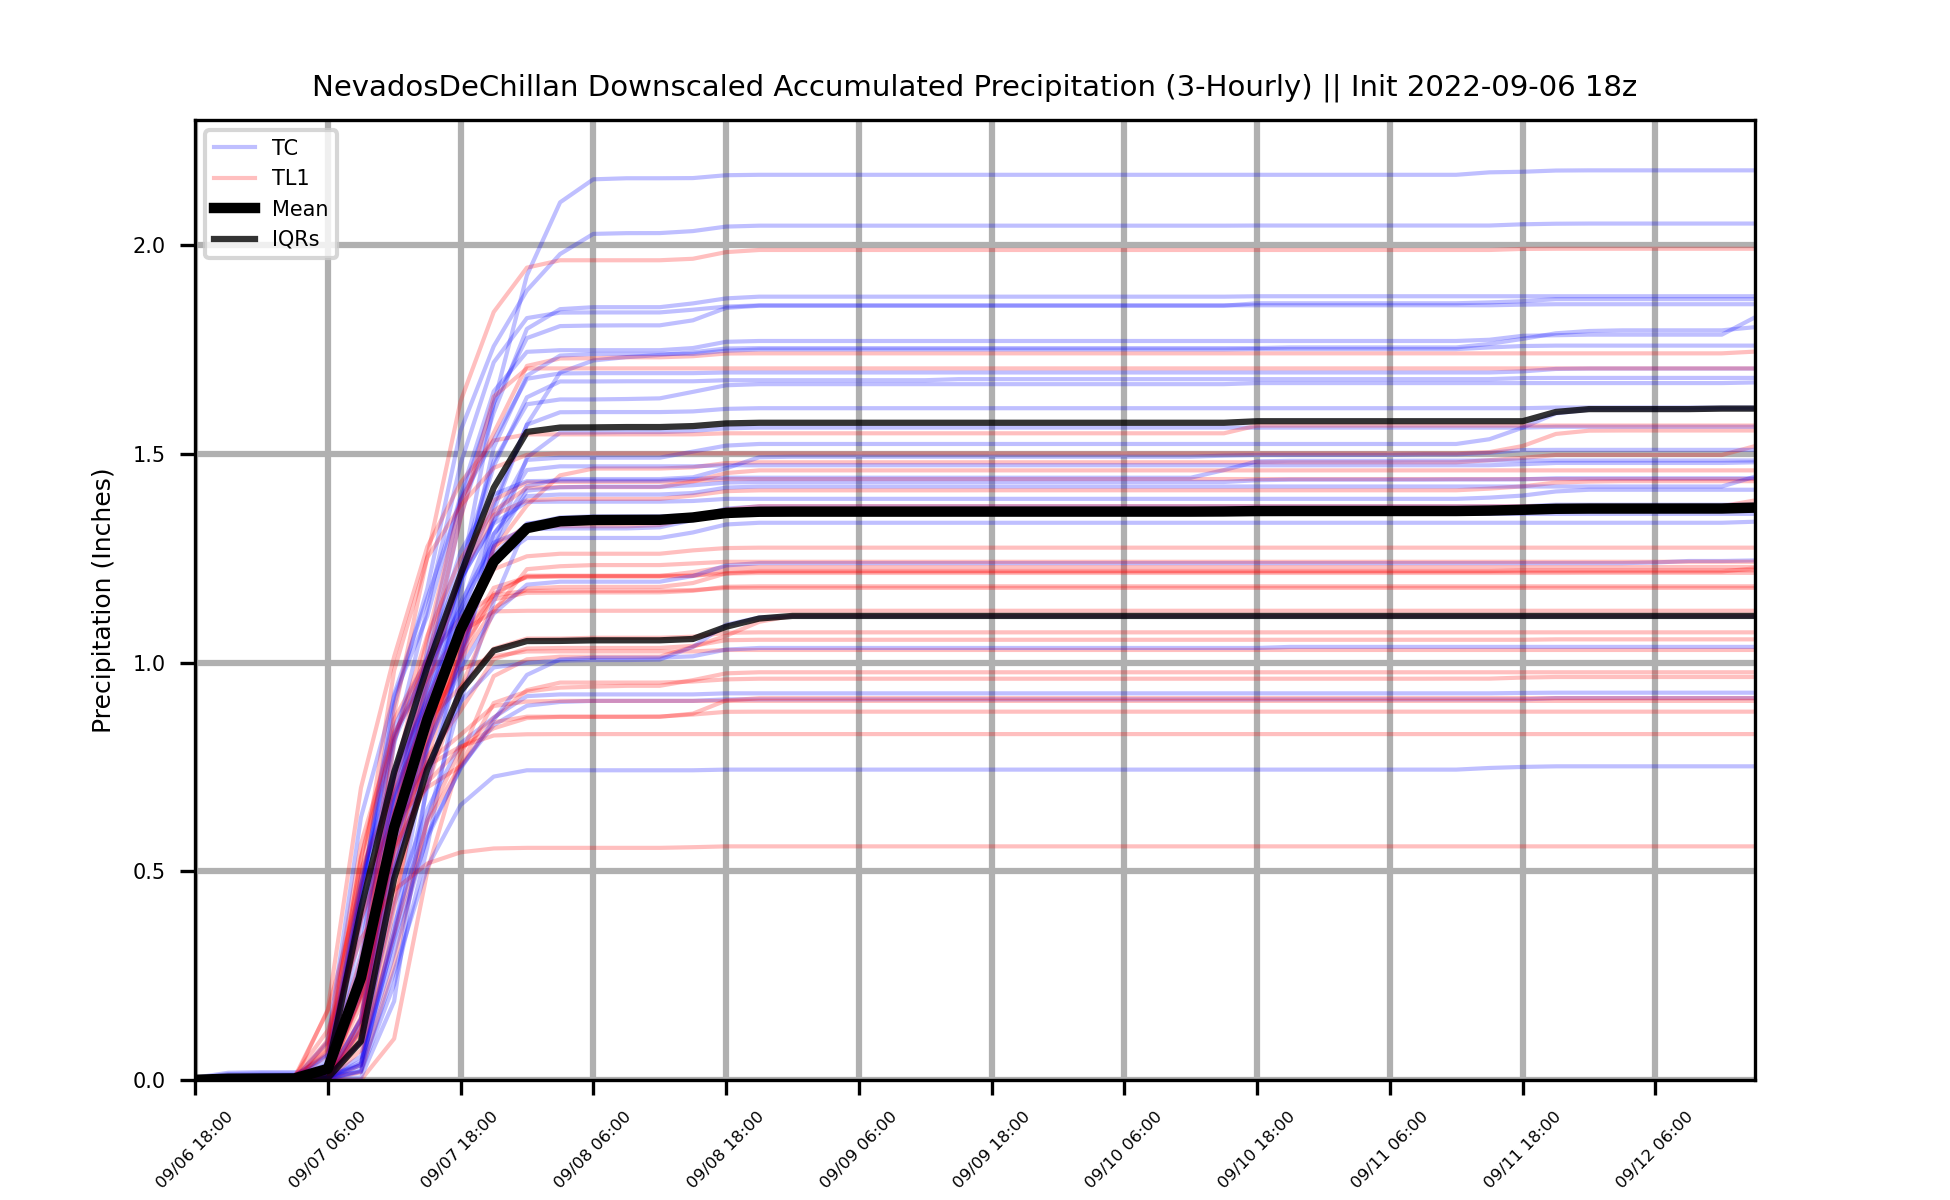 NevadosDeChillan Downscaled Accumulated Precipitation (3-Hourly) || Init 2022-09-06 18z
TC
TL1
Mean
IQRs
Precipitation (Inches)
2.0
1.5
1.0
0.5
0.0
09/06 18:00
09/07 06:00
09/07 18:00
09/08 06:00
09/08 18:00
09/09 06:00
09/09 18:00
09/10 06:00
09/10 18:00
09/11 06:00
09/11 18:00
09/12 06:00